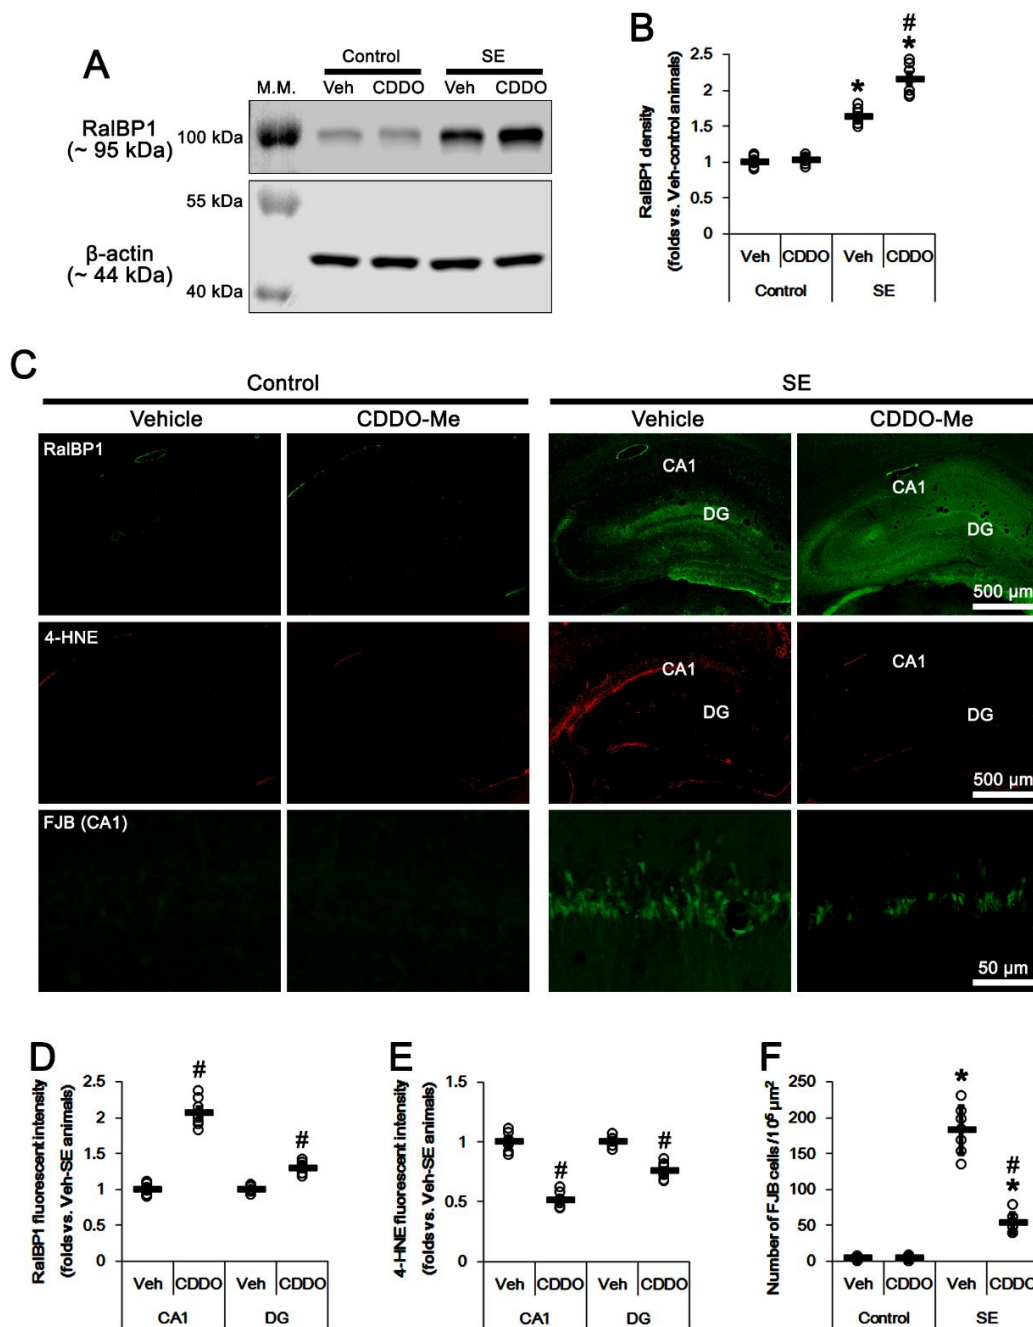 A
Control
SE
M.M.
Veh
CDDO
Veh
CDDO
RalBP1
(~ 95 kDa)
100 kDa
55 kDa
β-actin
(~ 44 kDa)
40 kDa
B
#
*
*
RalBP1 density
(folds vs. Veh-control animals)
2.5
2
1.5
1
0.5
0
Veh
CDDO
Veh
CDDO
Control
SE
C
Control
SE
Vehicle
CDDO-Me
Vehicle
CDDO-Me
RalBP1
CA1
DG
CA1
DG
500 µm
4-HNE
CA1
DG
CA1
DG
500 µm
FJB (CA1)
50 µm
D
RalBP1 fluorescent intensity
(folds vs. Veh-SE animals)
2.5
2
1.5
1
0.5
0
#
#
Veh
CDDO
Veh
CDDO
CA1
DG
E
4-HNE fluorescent intensity
(folds vs. Veh-SE animals)
1.5
1
0.5
0
#
#
Veh
CDDO
Veh
CDDO
CA1
DG
F
Number of FJB cells/10⁵ µm²
250
200
150
100
50
0
*
#
*
Veh
CDDO
Veh
CDDO
Control
SE